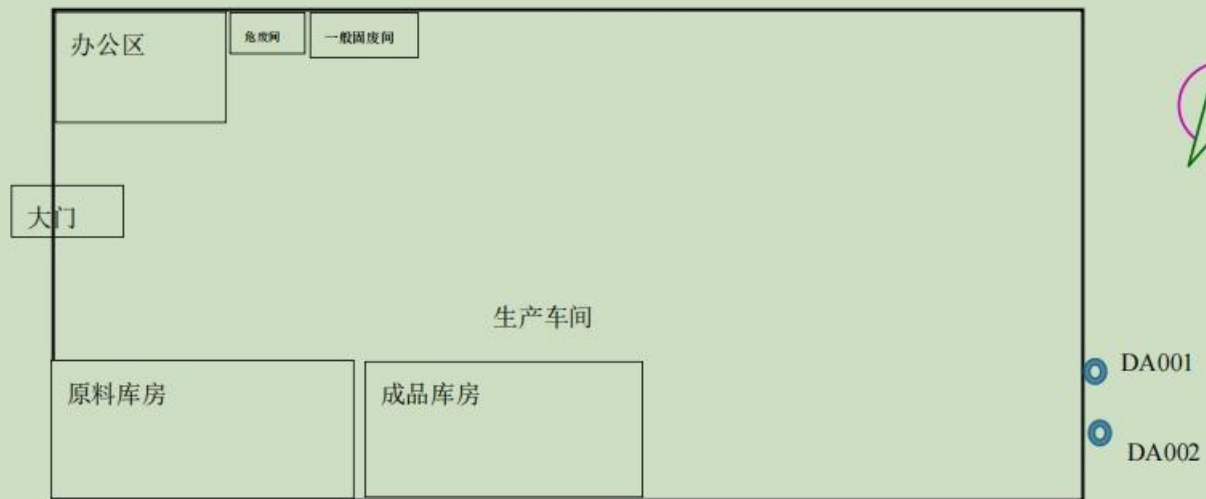 办公区
危废间
一般固废间
大门
生产车间
原料库房
成品库房
DA001
DA002